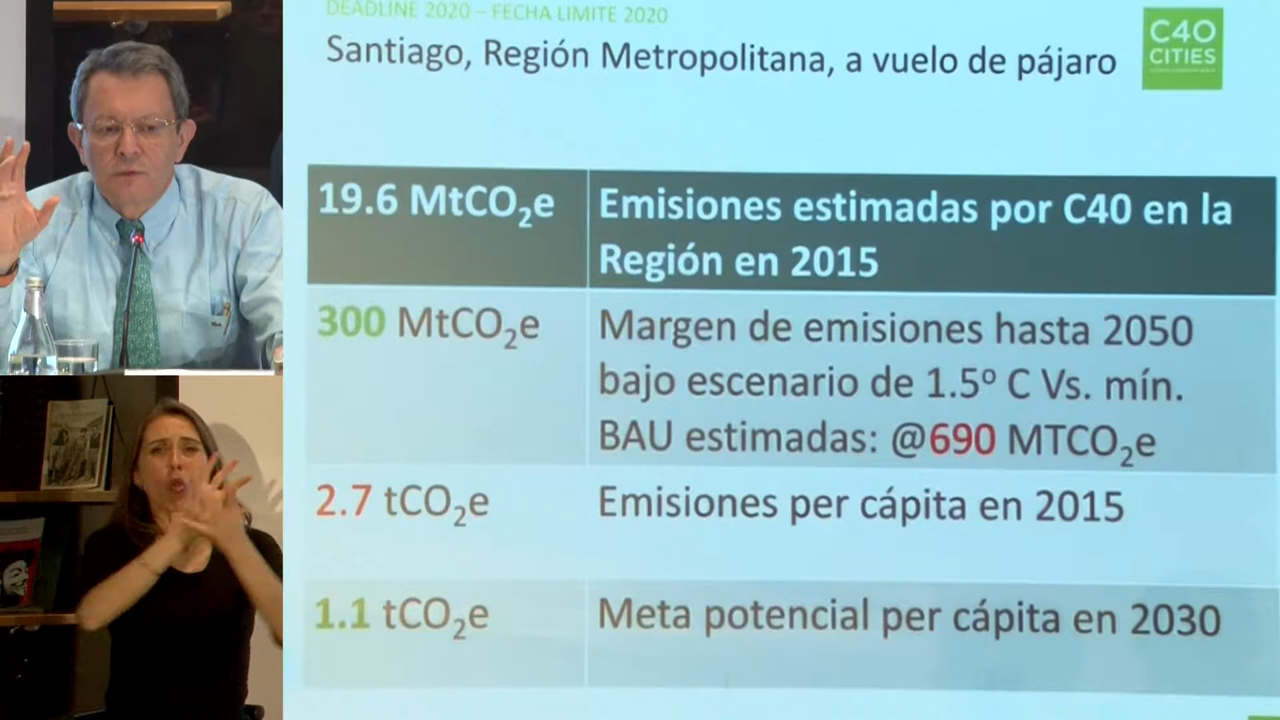 DEADLINE 2020 – FECHA LIMITE 2020
Santiago, Región Metropolitana, a vuelo de pájaro
C40
CITIES
19.6 MtCO₂e
Emisiones estimadas por C40 en la
Región en 2015
300 MtCO₂e
Margen de emisiones hasta 2050
bajo escenario de 1.5º C Vs. mín.
BAU estimadas: @690 MTCO₂e
2.7 tCO₂e
Emisiones per cápita en 2015
1.1 tCO₂e
Meta potencial per cápita en 2030